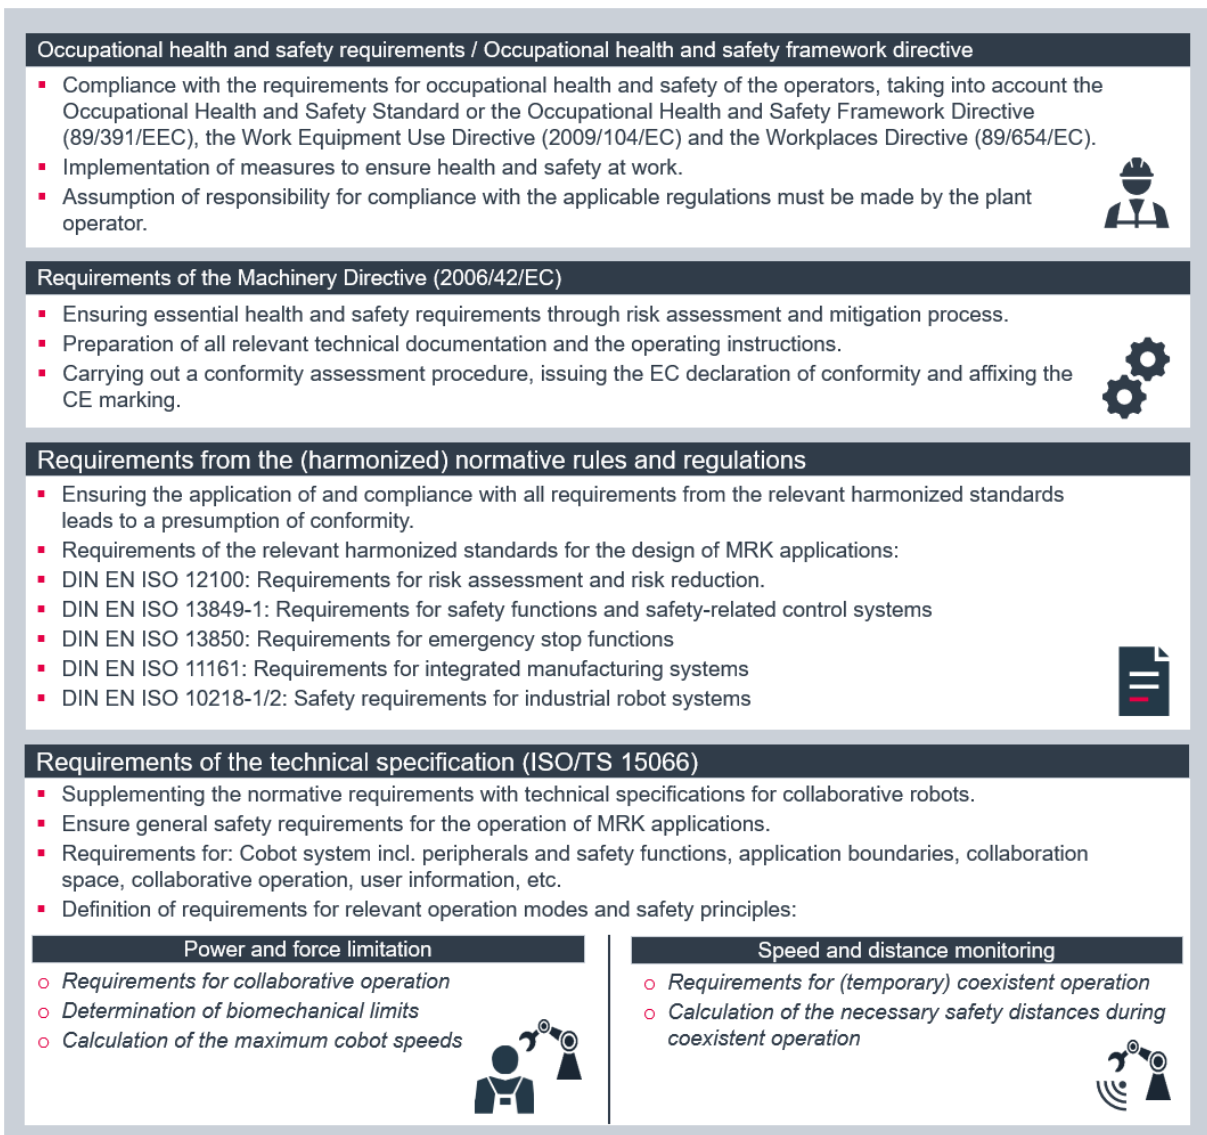 Occupational health and safety requirements / Occupational health and safety framework directive
Compliance with the requirements for occupational health and safety of the operators, taking into account the
Occupational Health and Safety Standard or the Occupational Health and Safety Framework Directive
(89/391/EEC), the Work Equipment Use Directive (2009/104/EC) and the Workplaces Directive (89/654/EC).
Implementation of measures to ensure health and safety at work.
Assumption of responsibility for compliance with the applicable regulations must be made by the plant
operator.
Requirements of the Machinery Directive (2006/42/EC)
Ensuring essential health and safety requirements through risk assessment and mitigation process.
Preparation of all relevant technical documentation and the operating instructions.
Carrying out a conformity assessment procedure, issuing the EC declaration of conformity and affixing the
CE marking.
Requirements from the (harmonized) normative rules and regulations
Ensuring the application of and compliance with all requirements from the relevant harmonized standards
leads to a presumption of conformity.
Requirements of the relevant harmonized standards for the design of MRK applications:
DIN EN ISO 12100: Requirements for risk assessment and risk reduction.
DIN EN ISO 13849-1: Requirements for safety functions and safety-related control systems
DIN EN ISO 13850: Requirements for emergency stop functions
DIN EN ISO 11161: Requirements for integrated manufacturing systems
DIN EN ISO 10218-1/2: Safety requirements for industrial robot systems
Requirements of the technical specification (ISO/TS 15066)
Supplementing the normative requirements with technical specifications for collaborative robots.
Ensure general safety requirements for the operation of MRK applications.
Requirements for: Cobot system incl. peripherals and safety functions, application boundaries, collaboration
space, collaborative operation, user information, etc.
Definition of requirements for relevant operation modes and safety principles:
Power and force limitation
Requirements for collaborative operation
Determination of biomechanical limits
Calculation of the maximum cobot speeds
Speed and distance monitoring
Requirements for (temporary) coexistent operation
Calculation of the necessary safety distances during
coexistent operation